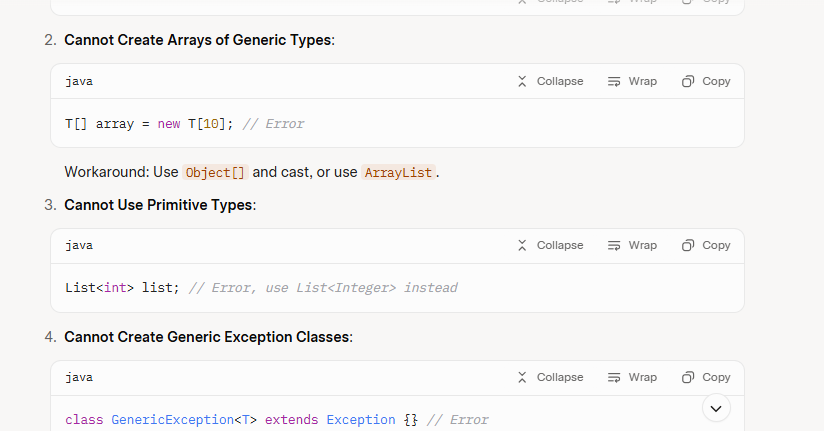 Collapse Wrap Copy
2. Cannot Create Arrays of Generic Types:
java Collapse Wrap Copy
T[] array = new T[10]; // Error
Workaround: Use Object[] and cast, or use ArrayList.
3. Cannot Use Primitive Types:
java Collapse Wrap Copy
List<int> list; // Error, use List<Integer> instead
4. Cannot Create Generic Exception Classes:
java Collapse Wrap Copy
class GenericException<T> extends Exception {} // Error